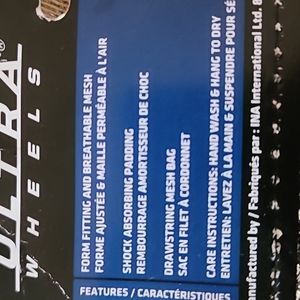 ULTRA
WHEELS
FORM FITTING AND BREATHABLE MESH
FORME AJUSTÉE & MAILLE PERMÉABLE À L'AIR
SHOCK ABSORBING PADDING
REMBOURRAGE AMORTISSEUR DE CHOC
DRAWSTRING MESH BAG
SAC EN FILET À CORDONNET
CARE INSTRUCTIONS: HAND WASH & HANG TO DRY
ENTRETIEN: LAVEZ À LA MAIN & SUSPENDRE POUR SÉ
FEATURES / CARACTÉRISTIQUES
nufactured by / Fabriqués par : INA International Ltd. 8